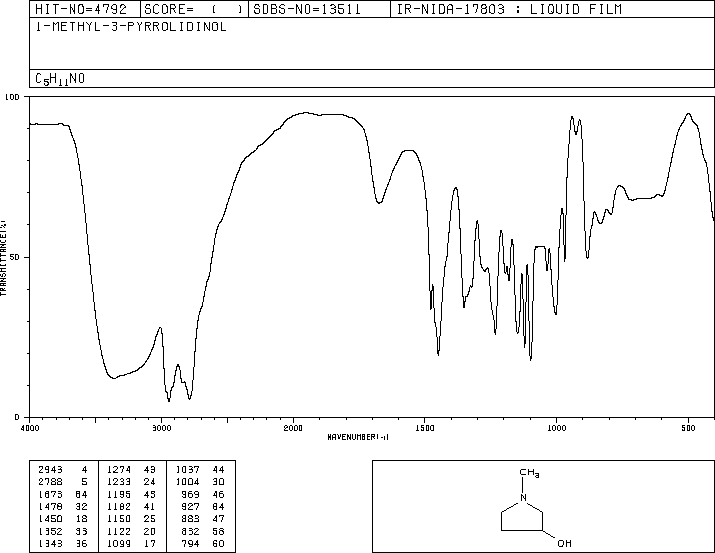 HIT-NO=4792 SCORE= ( ) SDBS-NO=13511 IR-NIDA-17803 : LIQUID FILM
1-METHYL-3-PYRROLIDINOL
C5H11NO
100
50
0
TRANSMITTANCE(%)
4000 3000 2000 1500 1000 500
WAVENUMBER(-1)
2943 4 1274 43 1037 44
2788 5 1233 24 1004 30
1673 64 1195 43 969 46
1478 32 1182 41 927 84
1450 18 1150 25 883 47
1352 33 1122 20 832 58
1343 36 1099 17 794 60
CH3
N
OH